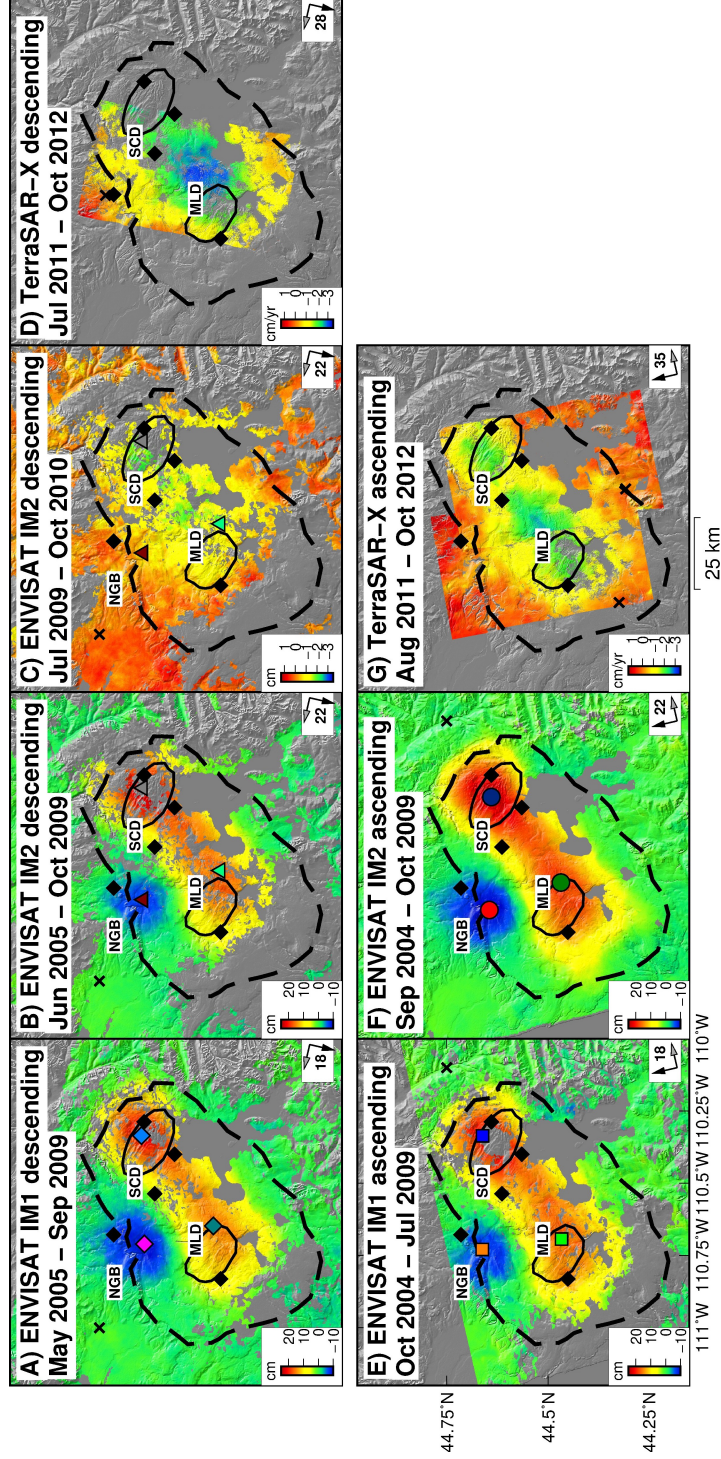 A) ENVISAT IM1 descending
May 2005 − Sep 2009
NGB
SCD
MLD
cm
20
10
0
−10
18
B) ENVISAT IM2 descending
Jun 2005 − Oct 2009
NGB
SCD
MLD
cm
20
10
0
−10
22
C) ENVISAT IM2 descending
Jul 2009 − Oct 2010
NGB
SCD
MLD
cm
1
0
−1
−2
−3
22
D) TerraSAR−X descending
Jul 2011 − Oct 2012
SCD
MLD
cm/yr
1
0
−1
−2
−3
28
E) ENVISAT IM1 ascending
Oct 2004 − Jul 2009
NGB
SCD
MLD
cm
20
10
0
−10
18
44.75˚N
44.5˚N
44.25˚N
111˚W 110.75˚W 110.5˚W 110.25˚W 110˚W
F) ENVISAT IM2 ascending
Sep 2004 − Oct 2009
NGB
SCD
MLD
cm
20
10
0
−10
22
G) TerraSAR−X ascending
Aug 2011 − Oct 2012
SCD
MLD
cm/yr
1
0
−1
−2
−3
35
25 km